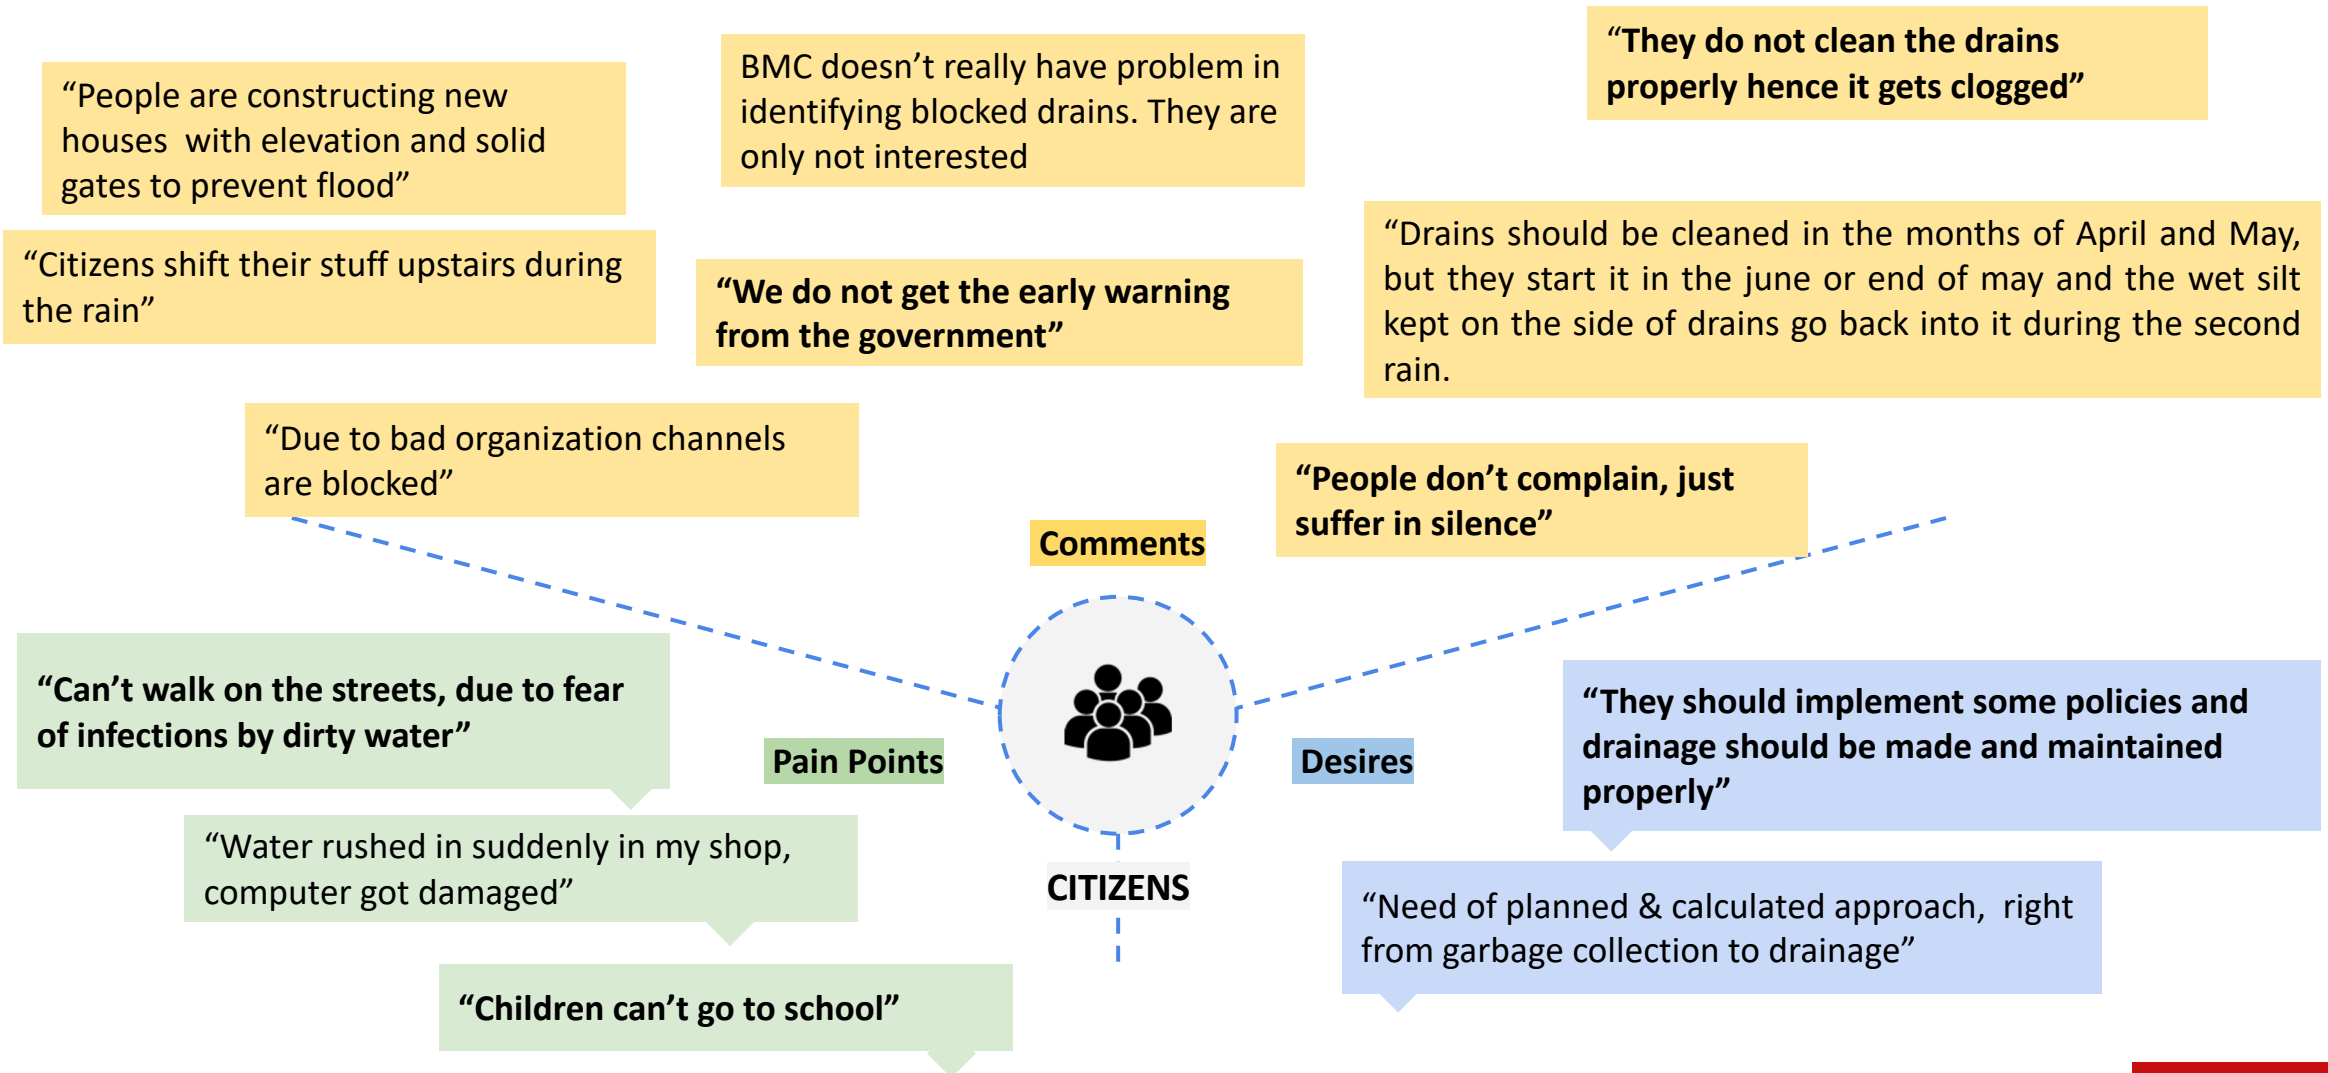 “People are constructing new
houses  with elevation and solid
gates to prevent flood”
BMC doesn’t really have problem in
identifying blocked drains. They are
only not interested
“They do not clean the drains
properly hence it gets clogged”
“Citizens shift their stuff upstairs during
the rain”
“We do not get the early warning
from the government”
“Drains should be cleaned in the months of April and May,
but they start it in the june or end of may and the wet silt
kept on the side of drains go back into it during the second
rain.
“Due to bad organization channels
are blocked”
“People don’t complain, just
suffer in silence”
Comments
“Can’t walk on the streets, due to fear
of infections by dirty water”
Pain Points
Desires
“They should implement some policies and
drainage should be made and maintained
properly”
“Water rushed in suddenly in my shop,
computer got damaged”
CITIZENS
“Need of planned & calculated approach,  right
from garbage collection to drainage”
“Children can’t go to school”